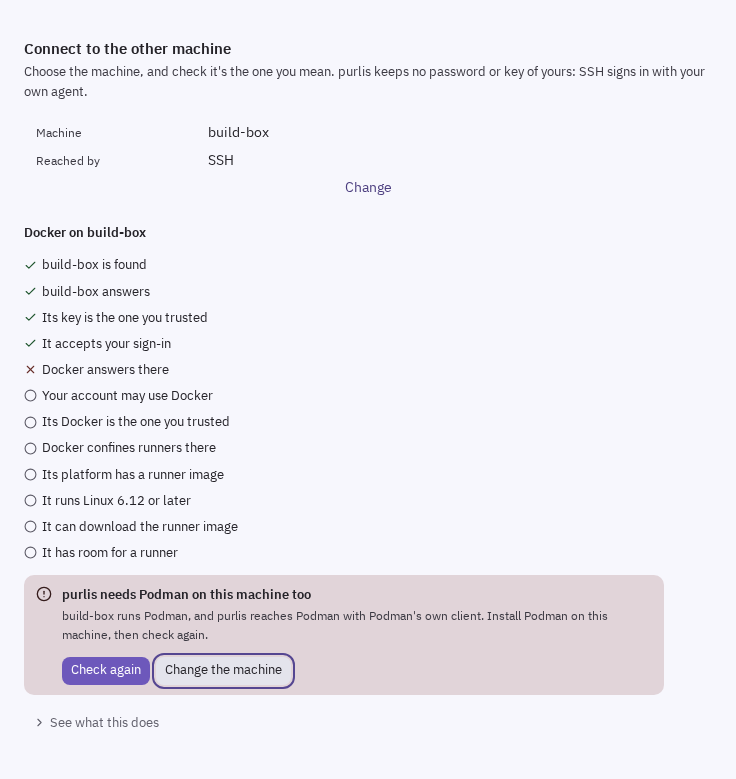 Connect to the other machine
Choose the machine, and check it's the one you mean. purlis keeps no password or key of yours: SSH signs in with your
own agent.
Machine build-box
Reached by SSH
Change
Docker on build-box
build-box is found
build-box answers
Its key is the one you trusted
It accepts your sign-in
Docker answers there
Your account may use Docker
Its Docker is the one you trusted
Docker confines runners there
Its platform has a runner image
It runs Linux 6.12 or later
It can download the runner image
It has room for a runner
purlis needs Podman on this machine too
build-box runs Podman, and purlis reaches Podman with Podman's own client. Install Podman on this
machine, then check again.
Check again Change the machine
See what this does